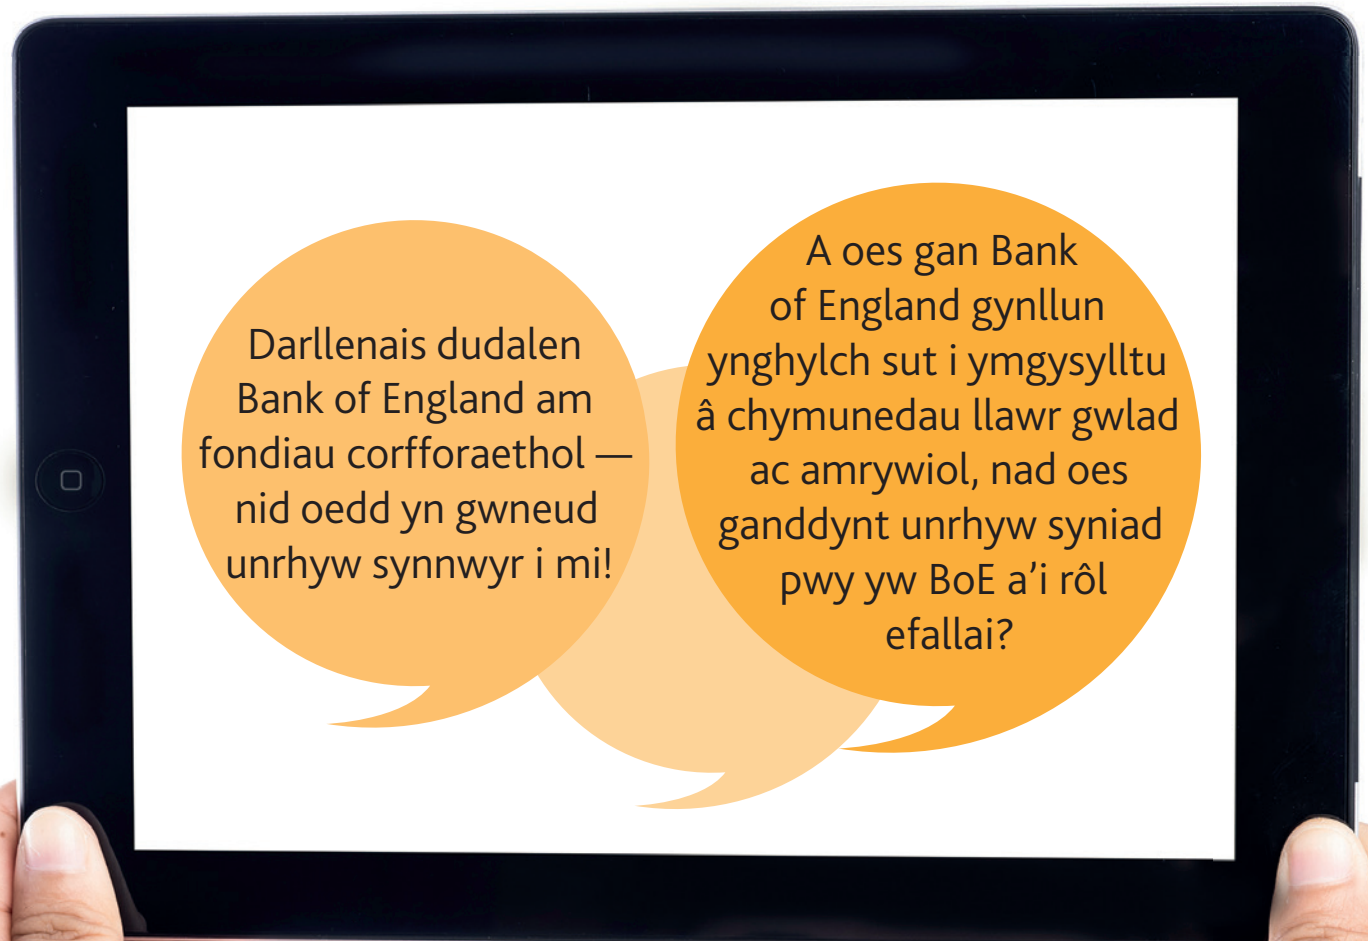 Darllenais dudalen
Bank of England am
fondiau corfforaethol —
nid oedd yn gwneud
unrhyw synnwyr i mi!
A oes gan Bank
of England gynllun
ynghylch sut i ymgysylltu
â chymunedau llawr gwlad
ac amrywiol, nad oes
ganddynt unrhyw syniad
pwy yw BoE a’i rôl
efallai?